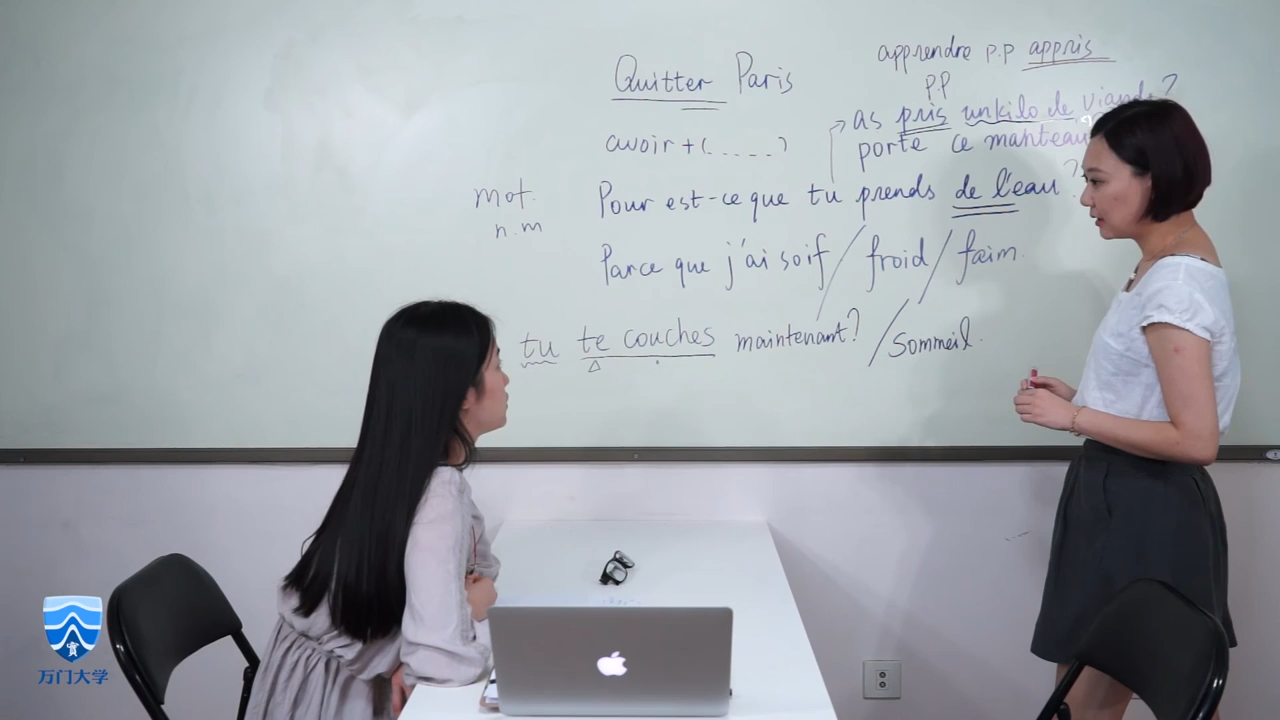 apprendre P.P appris
Quitter Paris
P.P
as pris un kilo de viande?
avoir + (.....)
porte ce manteau
mot.
Pour est-ce que tu prends de l'eau?
n.m
Parce que j'ai soif / froid / faim.
tu te couches maintenant? / Sommeil.
万门大学